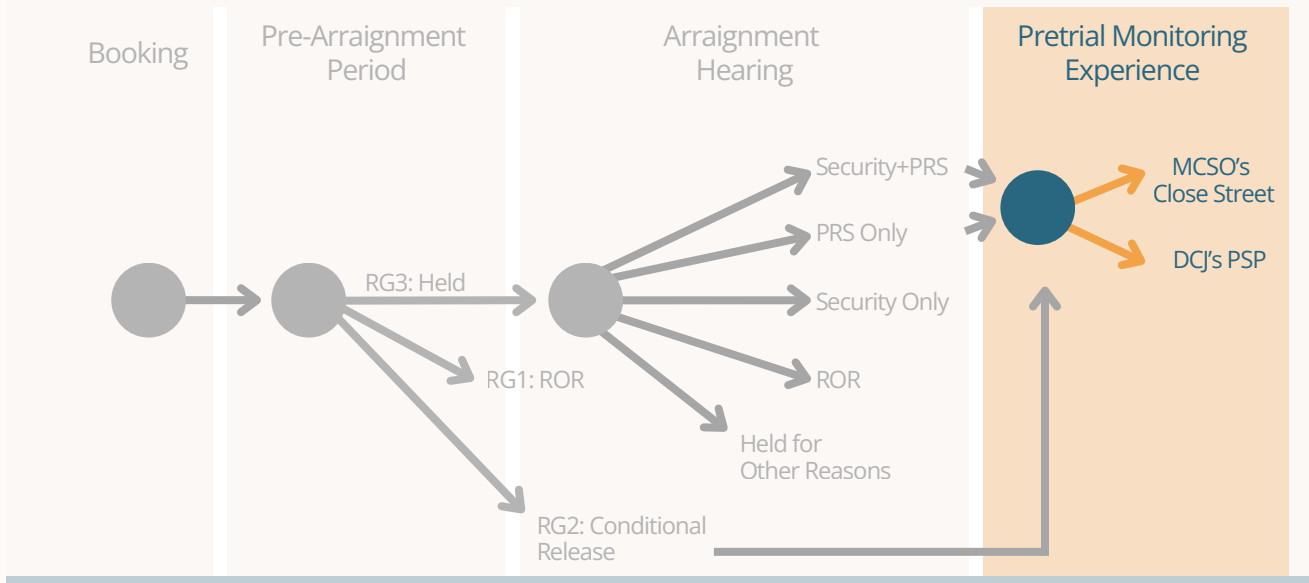 Booking
Pre-Arraignment
Period
Arraignment
Hearing
Pretrial Monitoring
Experience
Security+PRS
PRS Only
Security Only
ROR
Held for
Other Reasons
RG3: Held
RG1: ROR
RG2: Conditional
Release
MCSO's
Close Street
DCJ's PSP